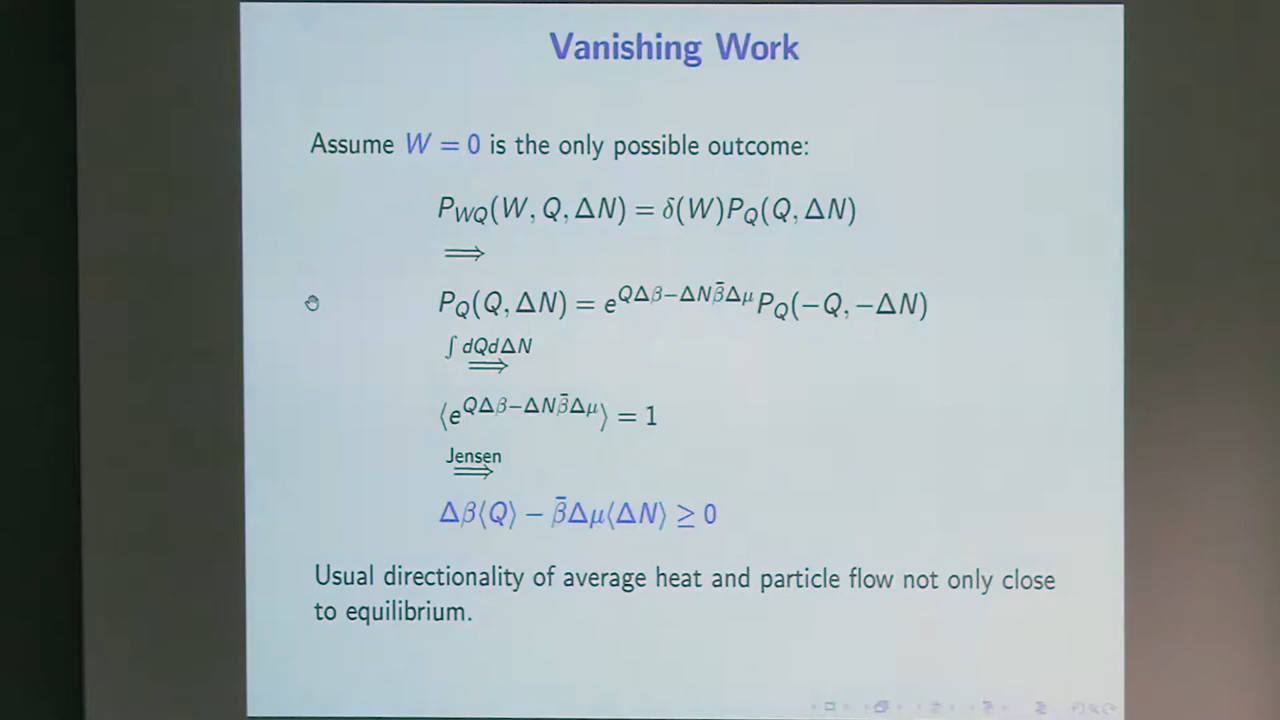 Vanishing Work
Assume W = 0 is the only possible outcome:
P_{WQ}(W, Q, ΔN) = δ(W)P_Q(Q, ΔN)
⟹
P_Q(Q, ΔN) = e^{QΔβ−ΔNβ̄Δμ} P_Q(−Q, −ΔN)
∫ dQdΔN
⟹
⟨e^{QΔβ−ΔNβ̄Δμ}⟩ = 1
Jensen
⟹
Δβ⟨Q⟩ − β̄Δμ⟨ΔN⟩ ≥ 0
Usual directionality of average heat and particle flow not only close
to equilibrium.